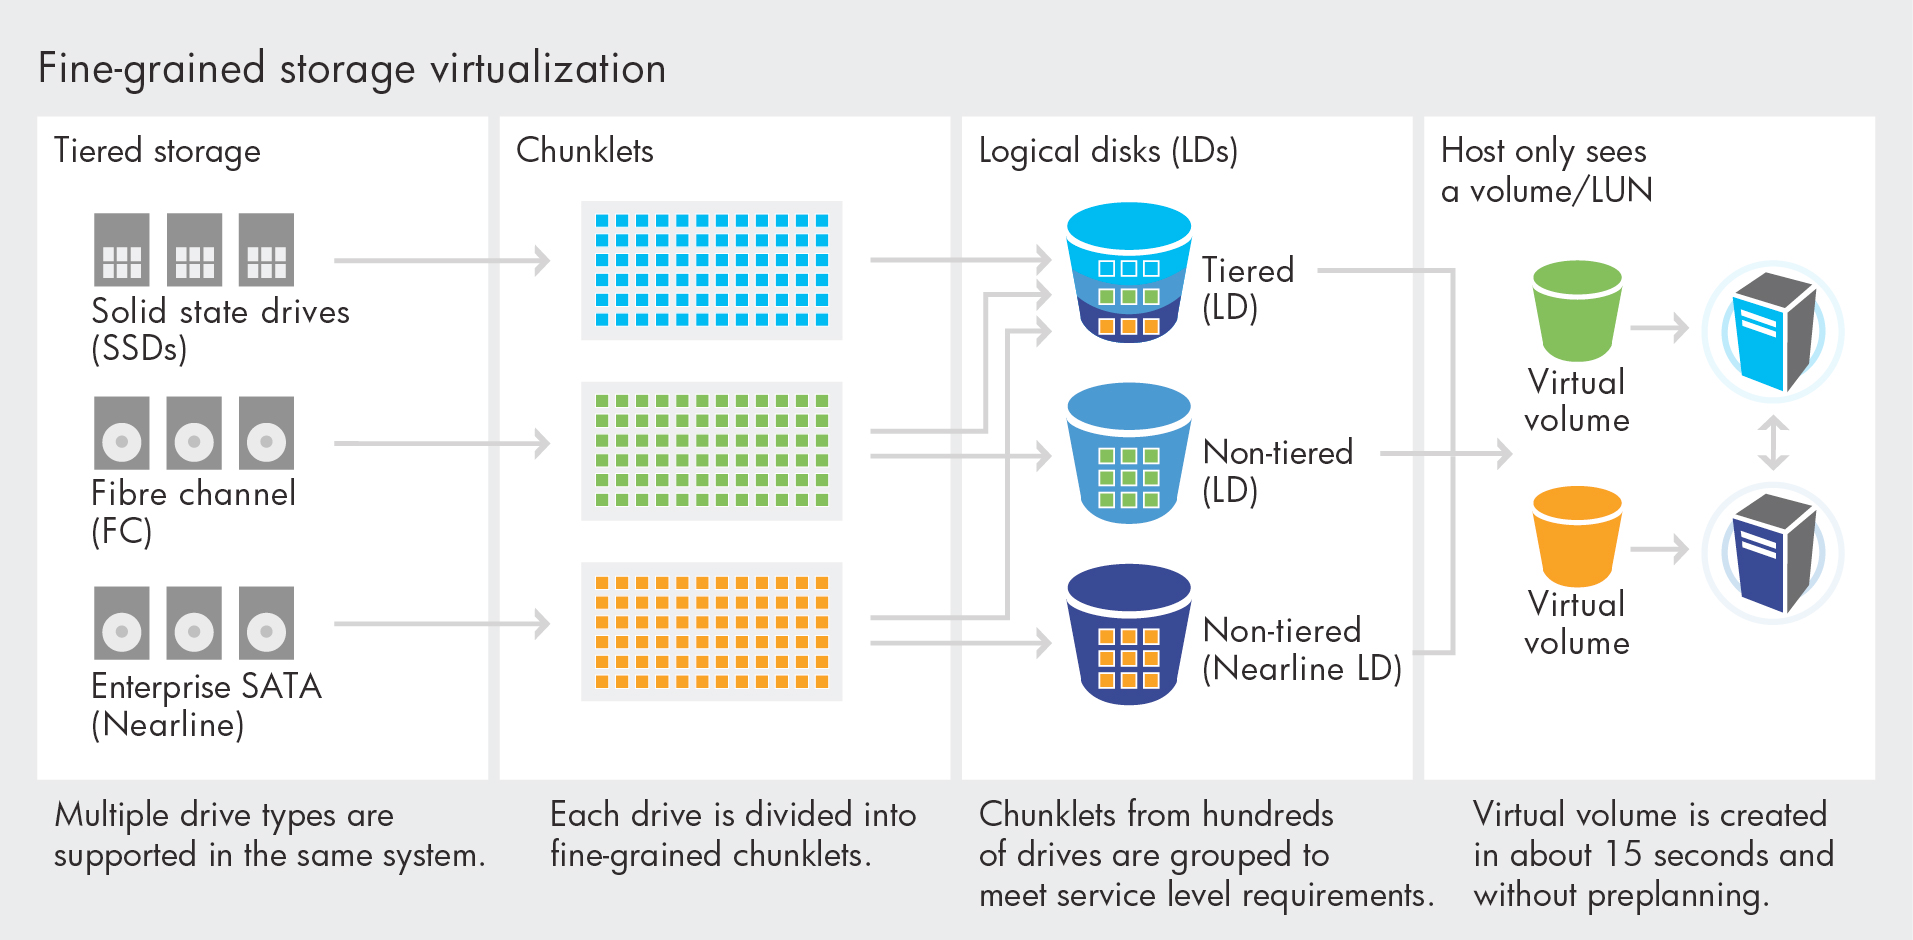 Fine-grained storage virtualization
Tiered storage
Solid state drives
(SSDs)
Fibre channel
(FC)
Enterprise SATA
(Nearline)
Multiple drive types are
supported in the same system.
Chunklets
Each drive is divided into
fine-grained chunklets.
Logical disks (LDs)
Tiered
(LD)
Non-tiered
(LD)
Non-tiered
(Nearline LD)
Chunklets from hundreds
of drives are grouped to
meet service level requirements.
Host only sees
a volume/LUN
Virtual
volume
Virtual
volume
Virtual volume is created
in about 15 seconds and
without preplanning.